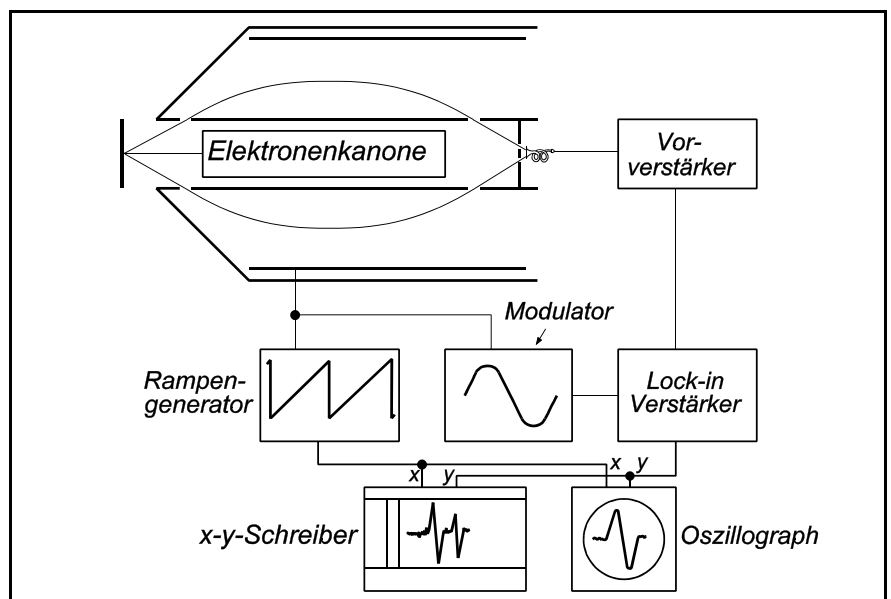 Elektronenkanone
Vor-
verstärker
Modulator
Rampen-
generator
Lock-in
Verstärker
x
y
x
y
x-y-Schreiber
Oszillograph